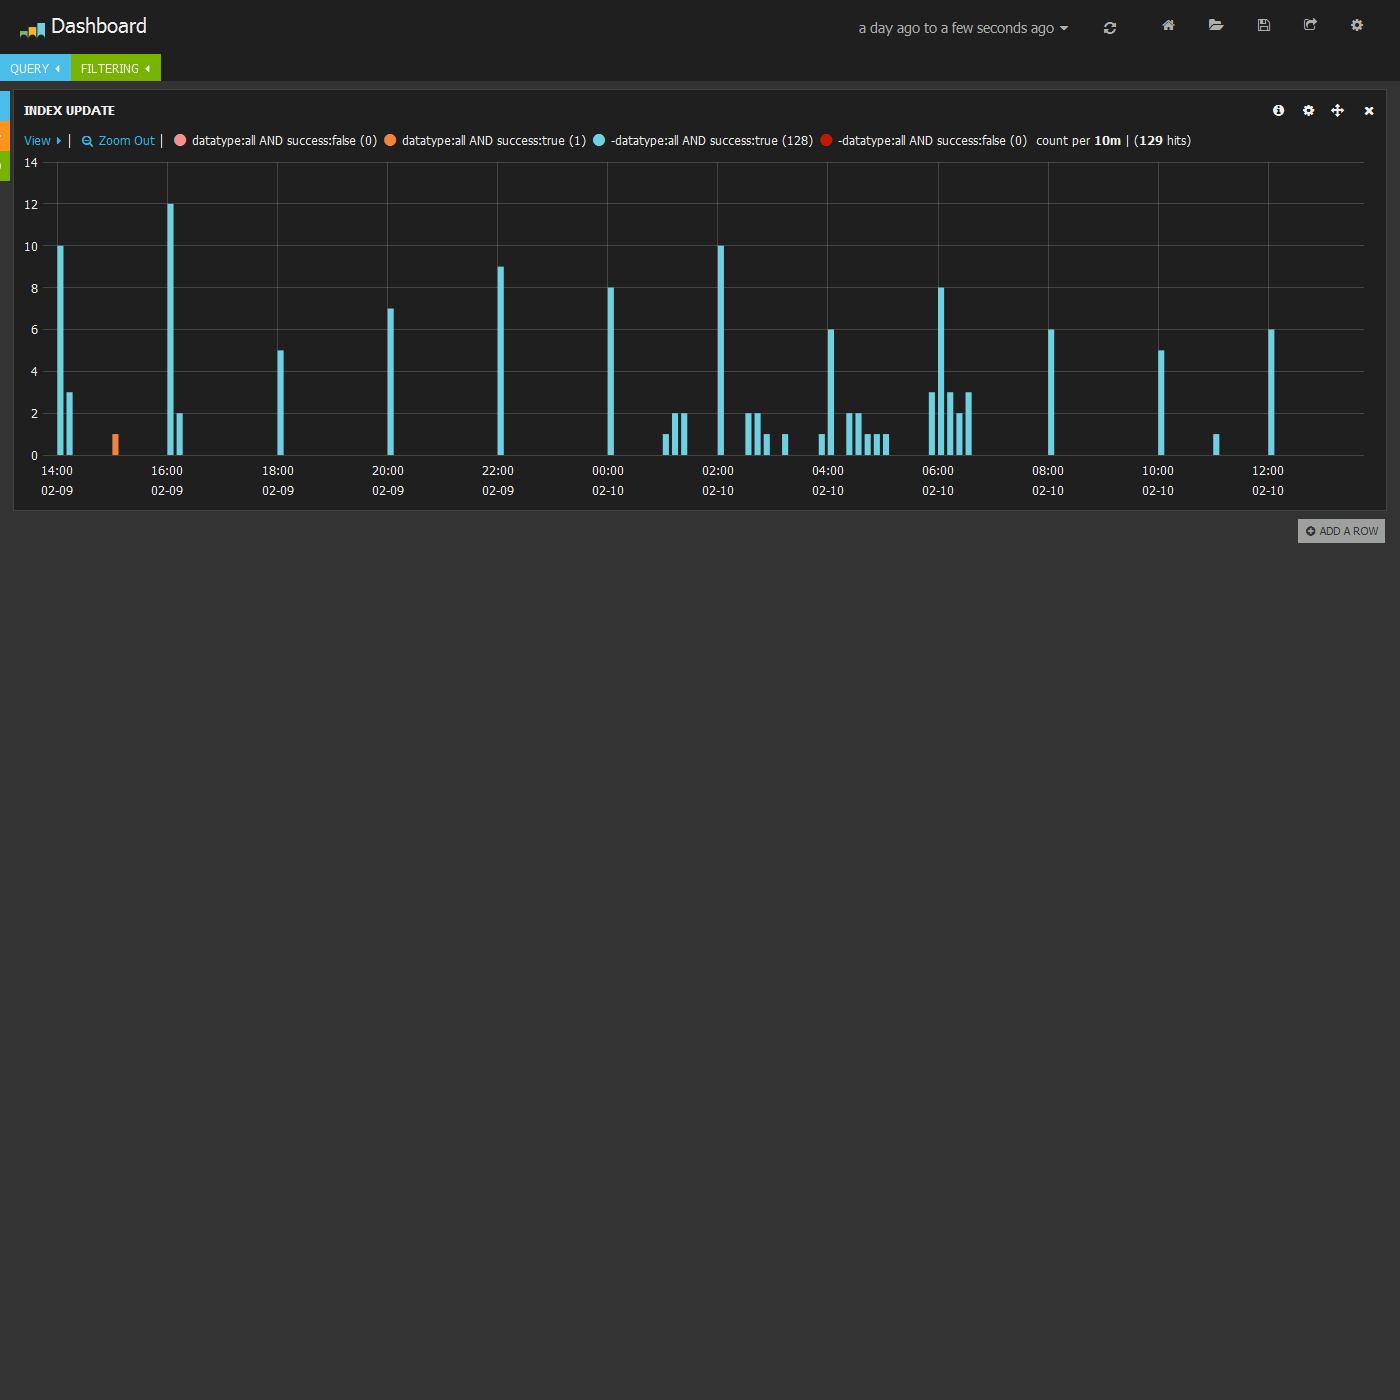 Dashboard
a day ago to a few seconds ago
QUERY FILTERING
INDEX UPDATE
View | Zoom Out | datatype:all AND success:false (0) datatype:all AND success:true (1) -datatype:all AND success:true (128) -datatype:all AND success:false (0) count per 10m | (129 hits)
14
12
10
8
6
4
2
0
14:00 16:00 18:00 20:00 22:00 00:00 02:00 04:00 06:00 08:00 10:00 12:00
02-09 02-09 02-09 02-09 02-09 02-10 02-10 02-10 02-10 02-10 02-10 02-10
ADD A ROW